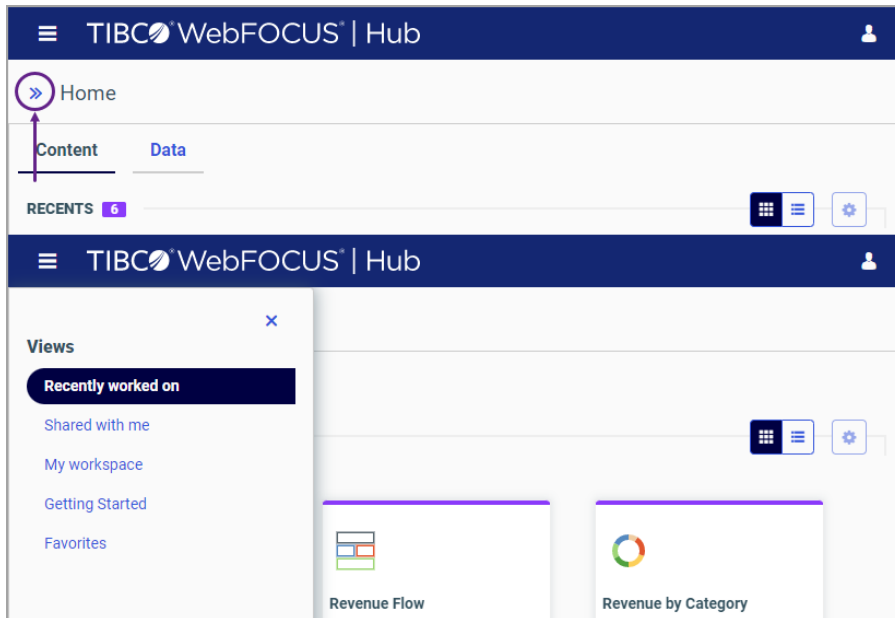 TIBCO® WebFOCUS® | Hub
Home
Content Data
RECENTS 6
TIBCO® WebFOCUS® | Hub
Views
Recently worked on
Shared with me
My workspace
Getting Started
Favorites
Revenue Flow Revenue by Category